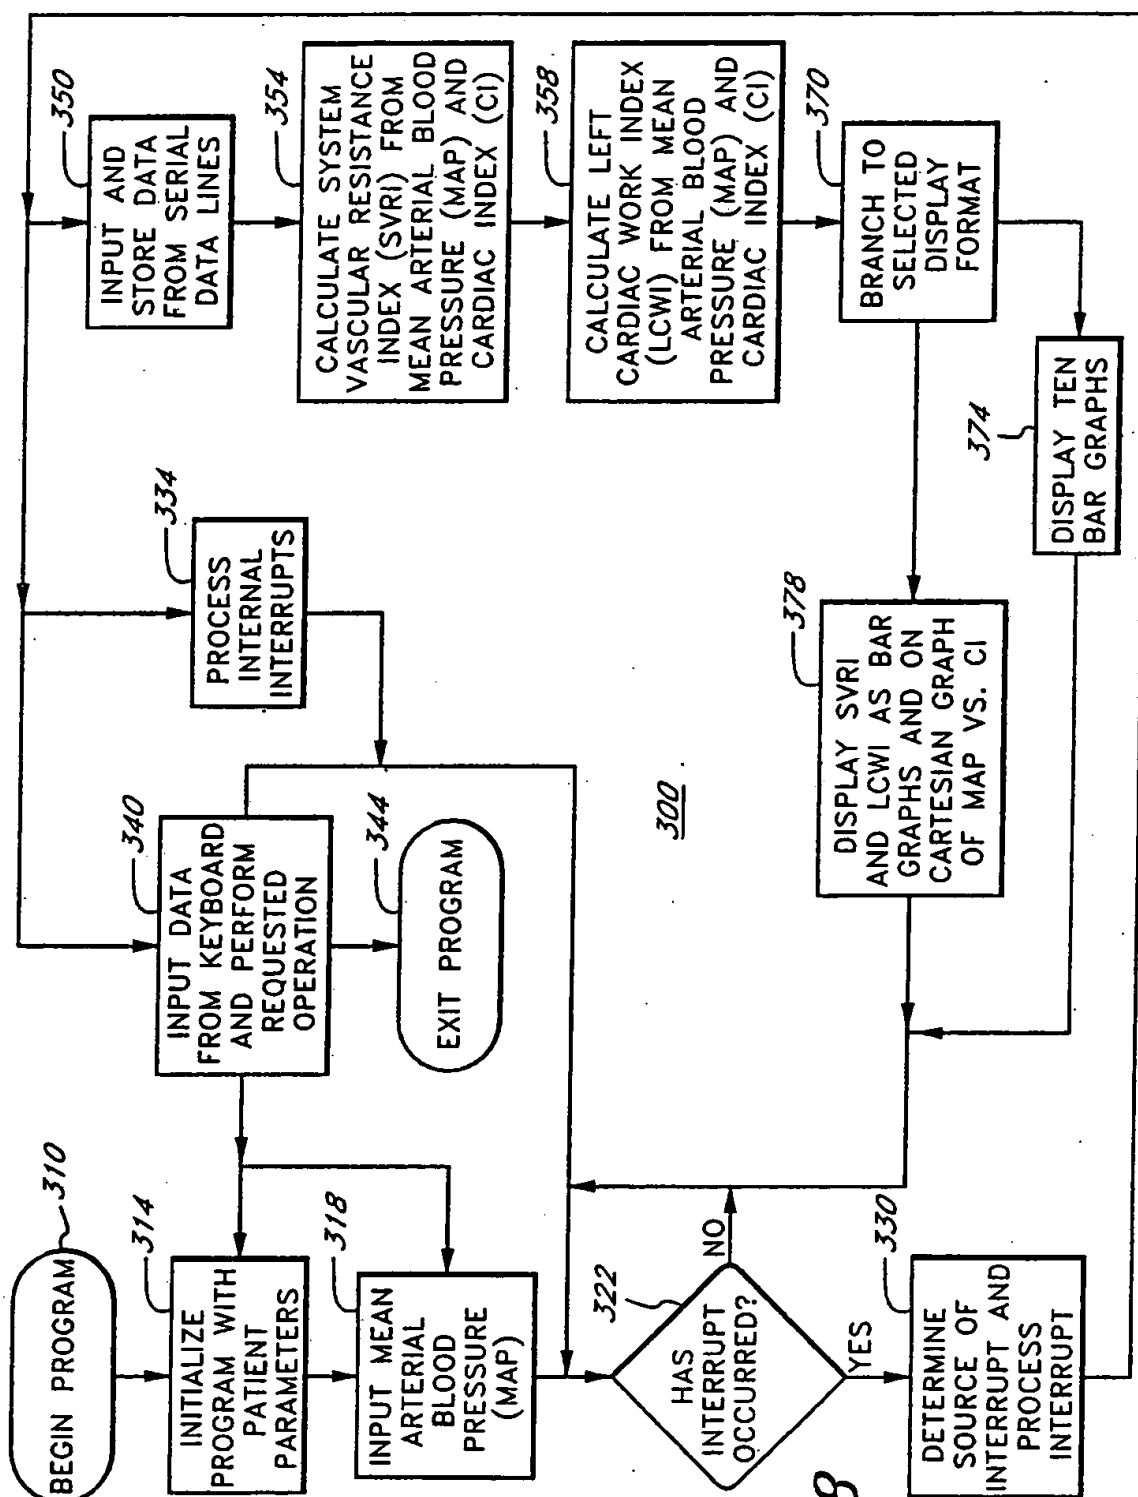 BEGIN PROGRAM
310
INITIALIZE
PROGRAM WITH
PATIENT
PARAMETERS
314
INPUT MEAN
ARTERIAL
BLOOD
PRESSURE
(MAP)
318
HAS
INTERRUPT
OCCURRED?
322
NO
YES
DETERMINE
SOURCE OF
INTERRUPT AND
PROCESS
INTERRUPT
330
INPUT DATA
FROM KEYBOARD
AND PERFORM
REQUESTED
OPERATION
340
EXIT PROGRAM
344
PROCESS
INTERNAL
INTERRUPTS
334
300
INPUT AND
STORE DATA
FROM SERIAL
DATA LINES
350
CALCULATE SYSTEM
VASCULAR RESISTANCE
INDEX (SVRI) FROM
MEAN ARTERIAL BLOOD
PRESSURE (MAP) AND
CARDIAC INDEX (CI)
354
CALCULATE LEFT
CARDIAC WORK INDEX
(LCWI) FROM MEAN
ARTERIAL BLOOD
PRESSURE (MAP) AND
CARDIAC INDEX (CI)
358
BRANCH TO
SELECTED
DISPLAY
FORMAT
370
DISPLAY TEN
BAR GRAPHS
374
DISPLAY SVRI
AND LCWI AS BAR
GRAPHS AND ON
CARTESIAN GRAPH
OF MAP VS. CI
378
8